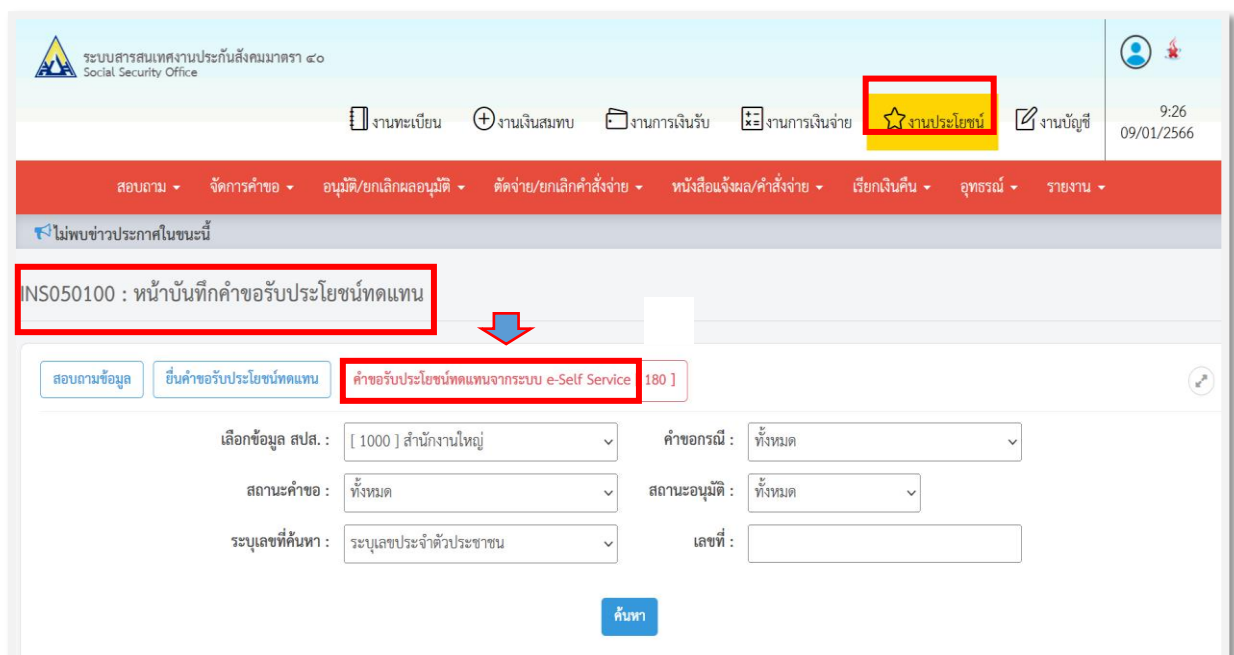 ระบบสารสนเทศงานประกันสังคมมาตรา ๔๐
Social Security Office
งานทะเบียน งานเงินสมทบ งานการเงินรับ งานการเงินจ่าย งานประโยชน์ งานบัญชี
9:26
09/01/2566
สอบถาม จัดการคำขอ อนุมัติ/ยกเลิกผลอนุมัติ ตัดจ่าย/ยกเลิกคำสั่งจ่าย หนังสือแจ้งผล/คำสั่งจ่าย เรียกเงินคืน อุทธรณ์ รายงาน
ไม่พบข่าวประกาศในขณะนี้
INS050100 : หน้าบันทึกคำขอรับประโยชน์ทดแทน
สอบถามข้อมูล ยื่นคำขอรับประโยชน์ทดแทน คำขอรับประโยชน์ทดแทนจากระบบ e-Self Service 180 ]
เลือกข้อมูล สปส. : [ 1000 ] สำนักงานใหญ่ คำขอกรณี : ทั้งหมด
สถานะคำขอ : ทั้งหมด สถานะอนุมัติ : ทั้งหมด
ระบุเลขที่ค้นหา : ระบุเลขประจำตัวประชาชน เลขที่ :
ค้นหา